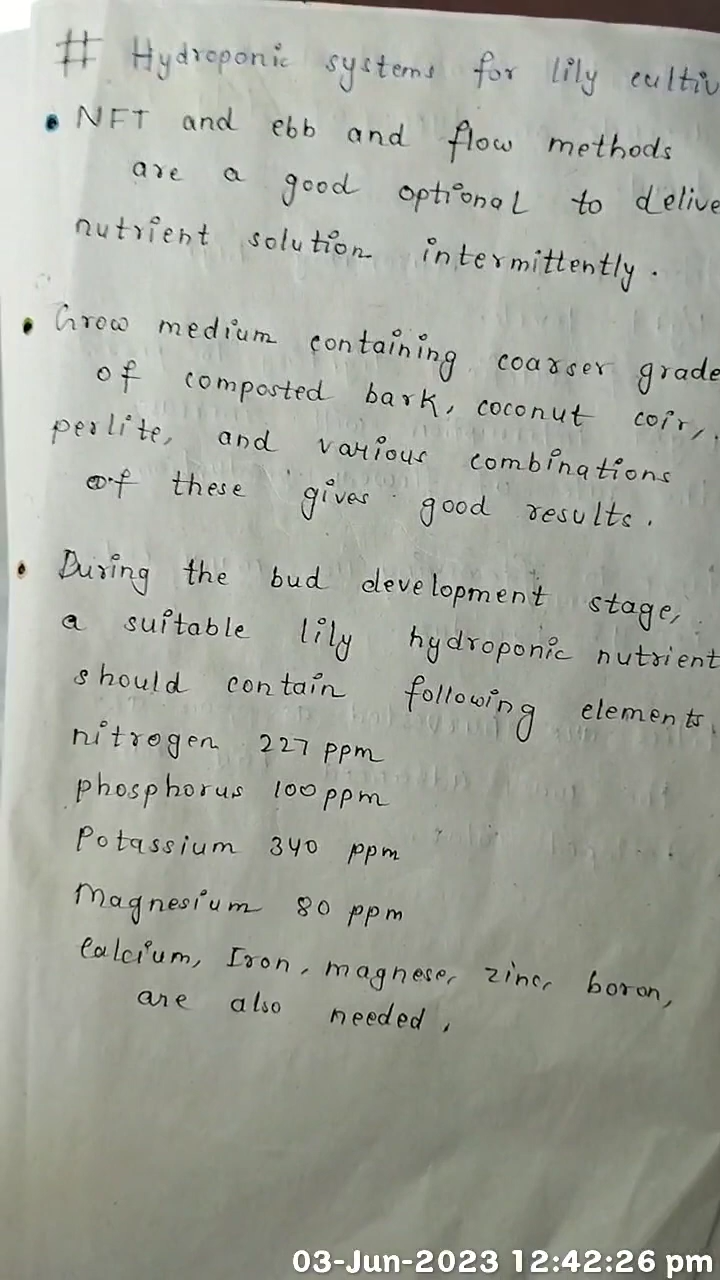 # Hydroponic systems for lily cultiv
• NFT and ebb and flow methods
are a good optional to delive
nutrient solution intermittently.
• Grow medium containing coarser grade
of composted bark, coconut coir,
perlite, and various combinations
of these gives good results.
• During the bud development stage,
a suitable lily hydroponic nutrient
should contain following elements.
nitrogen 227 ppm
phosphorus 100 ppm
Potassium 340 ppm
Magnesium 80 ppm
Calcium, Iron, magnese, zinc, boron,
are also needed,
03-Jun-2023 12:42:26 pm